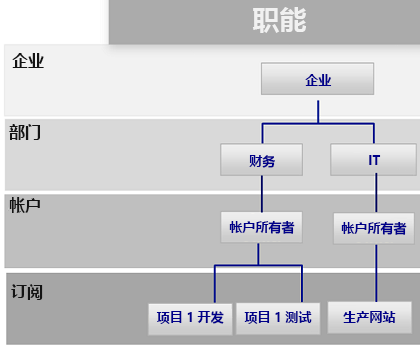 职能
企业
企业
部门
财务
IT
帐户
帐户所有者
帐户所有者
订阅
项目 1 开发
项目 1 测试
生产网站